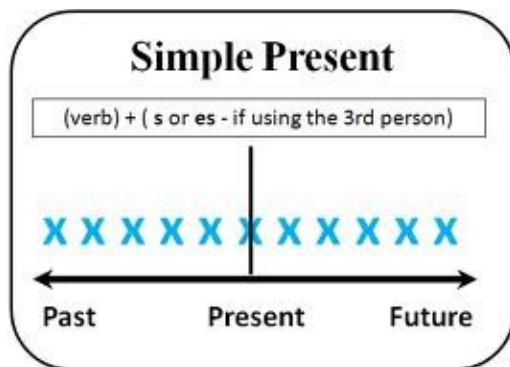 Simple Present
(verb) + ( s or es - if using the 3rd person)
X X X X X X X X X X X
Past Present Future